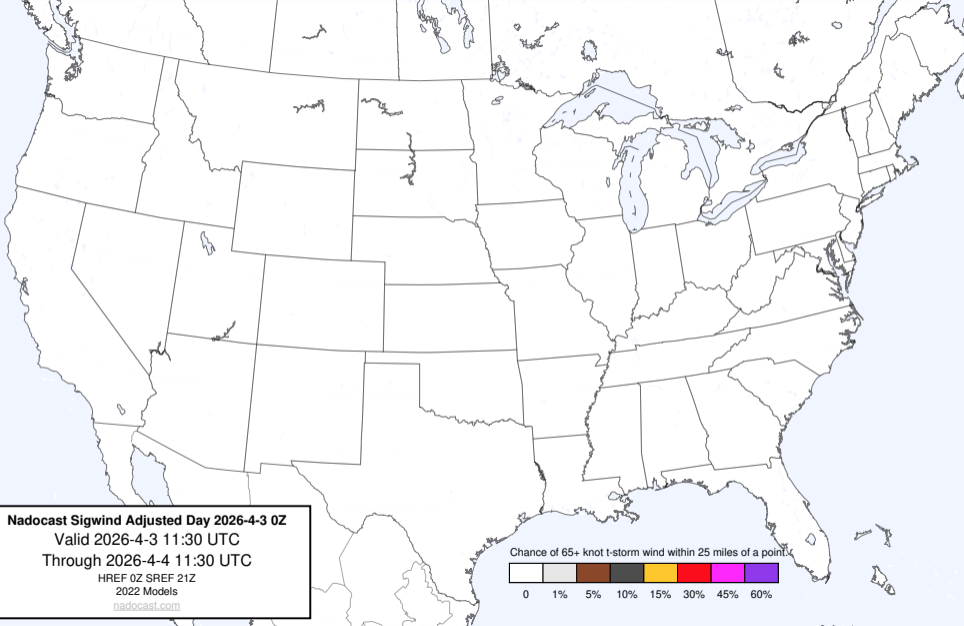 Nadocast Sigwind Adjusted Day 2026-4-3 0Z
Valid 2026-4-3 11:30 UTC
Through 2026-4-4 11:30 UTC
HREF 0Z SREF 21Z
2022 Models
nadocast.com
Chance of 65+ knot t-storm wind within 25 miles of a point.
0 1% 5% 10% 15% 30% 45% 60%